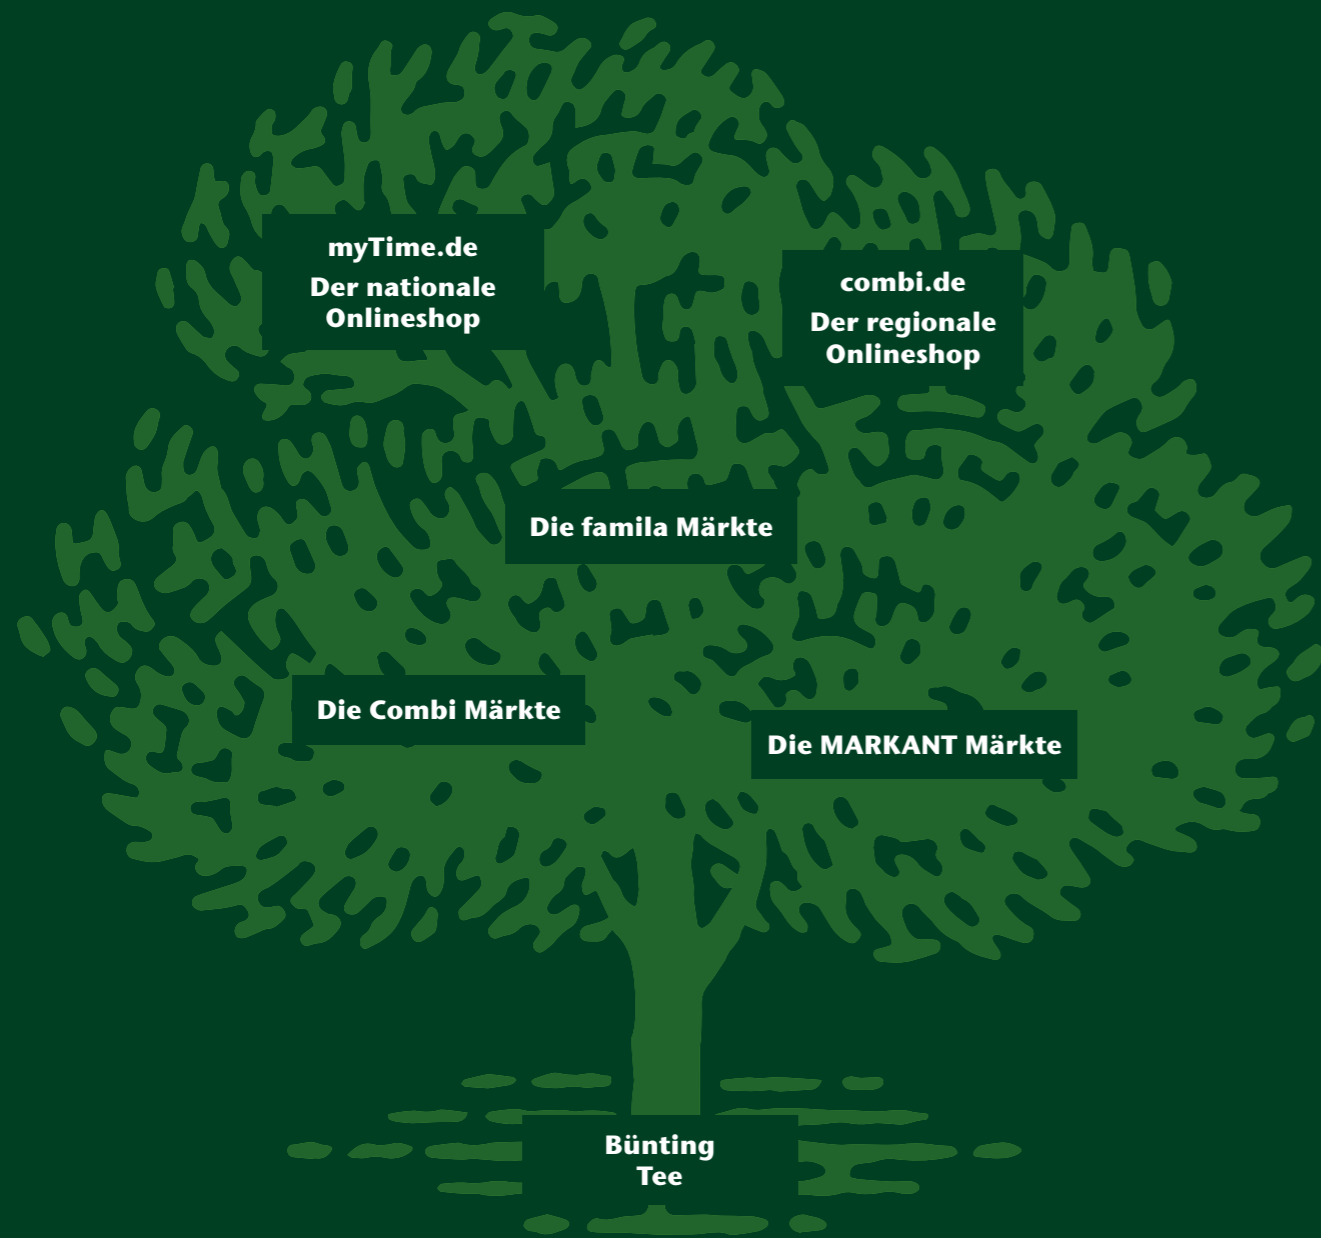 myTime.de
Der nationale
Onlineshop
combi.de
Der regionale
Onlineshop
Die famila Märkte
Die Combi Märkte
Die MARKANT Märkte
Bünting
Tee